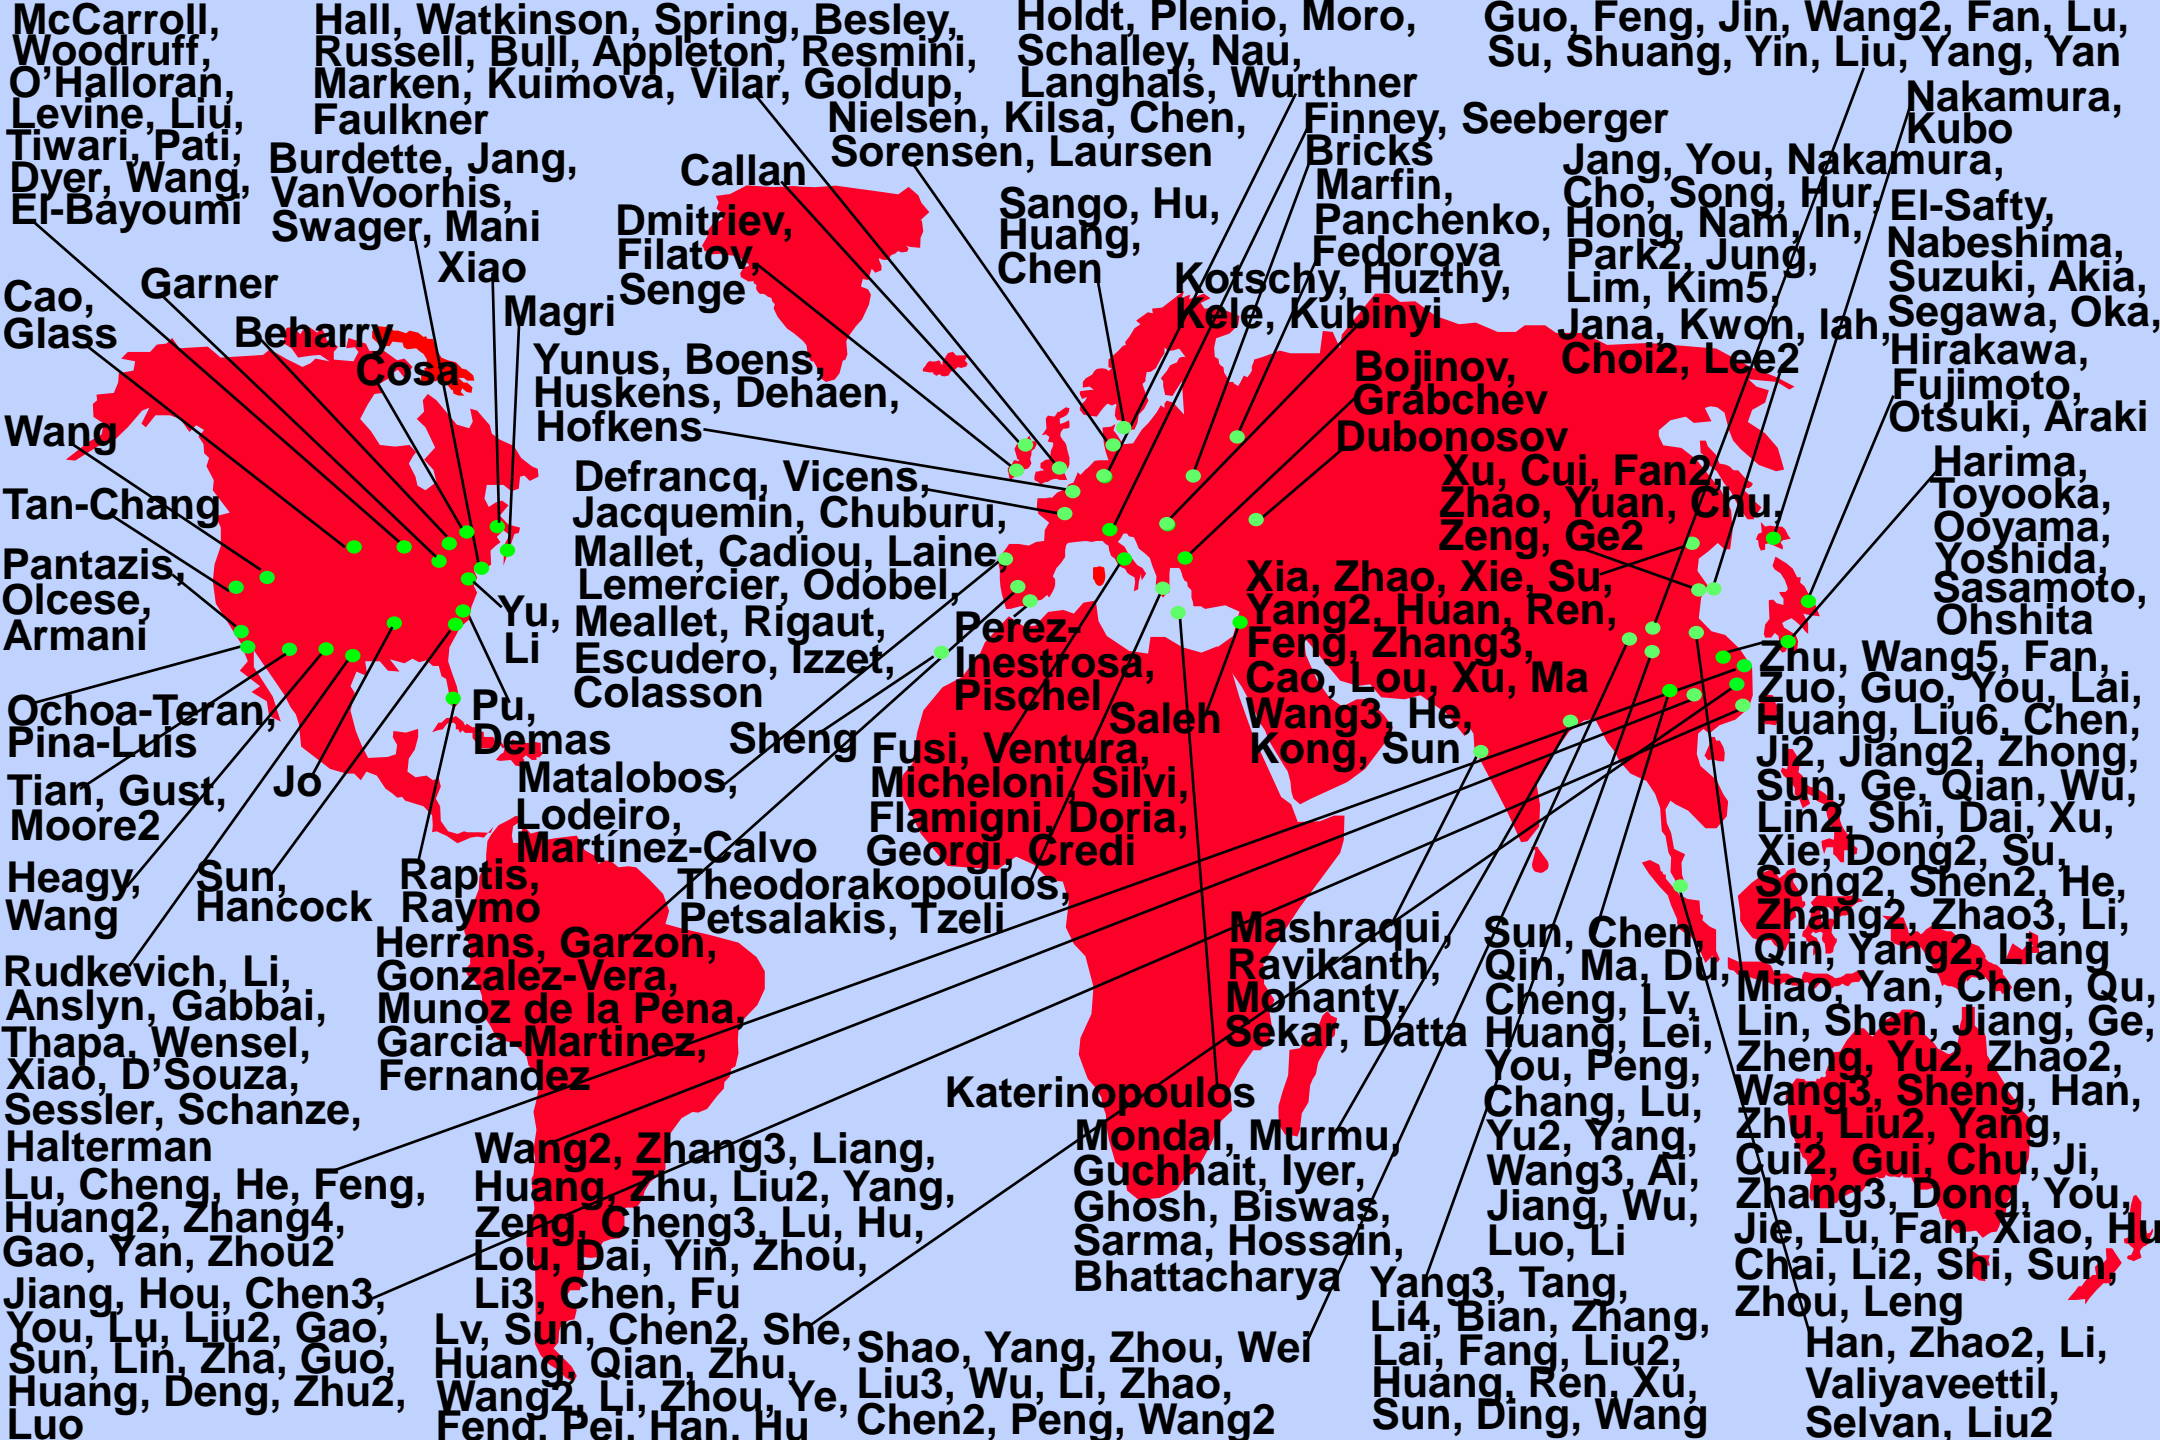 McCarroll,
Woodruff,
O'Halloran,
Levine, Liu,
Tiwari, Pati,
Dyer, Wang,
El-Bayoumi
Hall, Watkinson, Spring, Besley,
Russell, Bull, Appleton, Resmini,
Marken, Kuimova, Vilar, Goldup,
Faulkner
Holdt, Plenio, Moro,
Schalley, Nau,
Langhals, Wurthner
Guo, Feng, Jin, Wang2, Fan, Lu,
Su, Shuang, Yin, Liu, Yang, Yan
Nakamura,
Kubo
Burdette, Jang,
VanVoorhis,
Swager, Mani
Callan
Nielsen, Kilsa, Chen,
Sorensen, Laursen
Finney, Seeberger
Bricks
Marfin,
Panchenko,
Fedorova
Jang, You, Nakamura,
Cho, Song, Hur,
Hong, Nam, In,
Park2, Jung,
Lim, Kim5,
Jana, Kwon, Iah,
Choi2, Lee2
El-Safty,
Nabeshima,
Suzuki, Akia,
Segawa, Oka,
Hirakawa,
Fujimoto,
Otsuki, Araki
Dmitriev,
Filatov,
Senge
Sango, Hu,
Huang,
Chen
Kotschy, Huzthy,
Kele, Kubinyi
Xiao
Garner
Cao,
Glass
Beharry
Cosa
Magri
Yunus, Boens,
Huskens, Dehaen,
Hofkens
Bojinov,
Grabchev
Dubonosov
Wang
Tan-Chang
Defrancq, Vicens,
Jacquemin, Chuburu,
Mallet, Cadiou, Laine,
Lemercier, Odobel,
Meallet, Rigaut,
Escudero, Izzet,
Colasson
Xu, Cui, Fan2,
Zhao, Yuan, Chu,
Zeng, Ge2
Harima,
Toyooka,
Ooyama,
Yoshida,
Sasamoto,
Ohshita
Pantazis,
Olcese,
Armani
Yu,
Li
Perez-
Inestrosa,
Pischel
Xia, Zhao, Xie, Su,
Yang2, Huan, Ren,
Feng, Zhang3,
Cao, Lou, Xu, Ma
Wang3, He,
Kong, Sun
Zhu, Wang5, Fan,
Zuo, Guo, You, Lai,
Huang, Liu6, Chen,
Ji2, Jiang2, Zhong,
Sun, Ge, Qian, Wu,
Lin2, Shi, Dai, Xu,
Xie, Dong2, Su,
Song2, Shen2, He,
Zhang2, Zhao3, Li,
Qin, Yang2, Liang
Ochoa-Teran,
Pina-Luis
Pu,
Demas
Sheng
Saleh
Tian, Gust,
Moore2
Jo
Matalobos,
Lodeiro,
Martínez-Calvo
Fusi, Ventura,
Micheloni, Silvi,
Flamigni, Doria,
Georgi, Credi
Heagy,
Wang
Sun,
Hancock
Raptis,
Raymo
Theodorakopoulos,
Petsalakis, Tzeli
Herrans, Garzon,
Gonzalez-Vera,
Munoz de la Pena,
Garcia-Martinez,
Fernandez
Mashraqui,
Ravikanth,
Mohanty,
Sekar, Datta
Sun, Chen,
Qin, Ma, Du,
Cheng, Lv,
Huang, Lei,
You, Peng,
Chang, Lu,
Yu2, Yang,
Wang3, Ai,
Jiang, Wu,
Luo, Li
Miao, Yan, Chen, Qu,
Lin, Shen, Jiang, Ge,
Zheng, Yu2, Zhao2,
Wang3, Sheng, Han,
Zhu, Liu2, Yang,
Cui2, Gui, Chu, Ji,
Zhang3, Dong, You,
Jie, Lu, Fan, Xiao, Hu
Chai, Li2, Shi, Sun,
Zhou, Leng
Rudkevich, Li,
Anslyn, Gabbai,
Thapa, Wensel,
Xiao, D'Souza,
Sessler, Schanze,
Halterman
Katerinopoulos
Lu, Cheng, He, Feng,
Huang2, Zhang4,
Gao, Yan, Zhou2
Wang2, Zhang3, Liang,
Huang, Zhu, Liu2, Yang,
Zeng, Cheng3, Lu, Hu,
Lou, Dai, Yin, Zhou,
Li3, Chen, Fu
Mondal, Murmu,
Guchhait, Iyer,
Ghosh, Biswas,
Sarma, Hossain,
Bhattacharya
Jiang, Hou, Chen3,
You, Lu, Liu2, Gao,
Sun, Lin, Zha, Guo,
Huang, Deng, Zhu2,
Luo
Lv, Sun, Chen2, She,
Huang, Qian, Zhu,
Wang2, Li, Zhou, Ye,
Feng, Pei, Han, Hu
Shao, Yang, Zhou, Wei
Liu3, Wu, Li, Zhao,
Chen2, Peng, Wang2
Yang3, Tang,
Li4, Bian, Zhang,
Lai, Fang, Liu2,
Huang, Ren, Xu,
Sun, Ding, Wang
Han, Zhao2, Li,
Valiyaveettil,
Selvan, Liu2